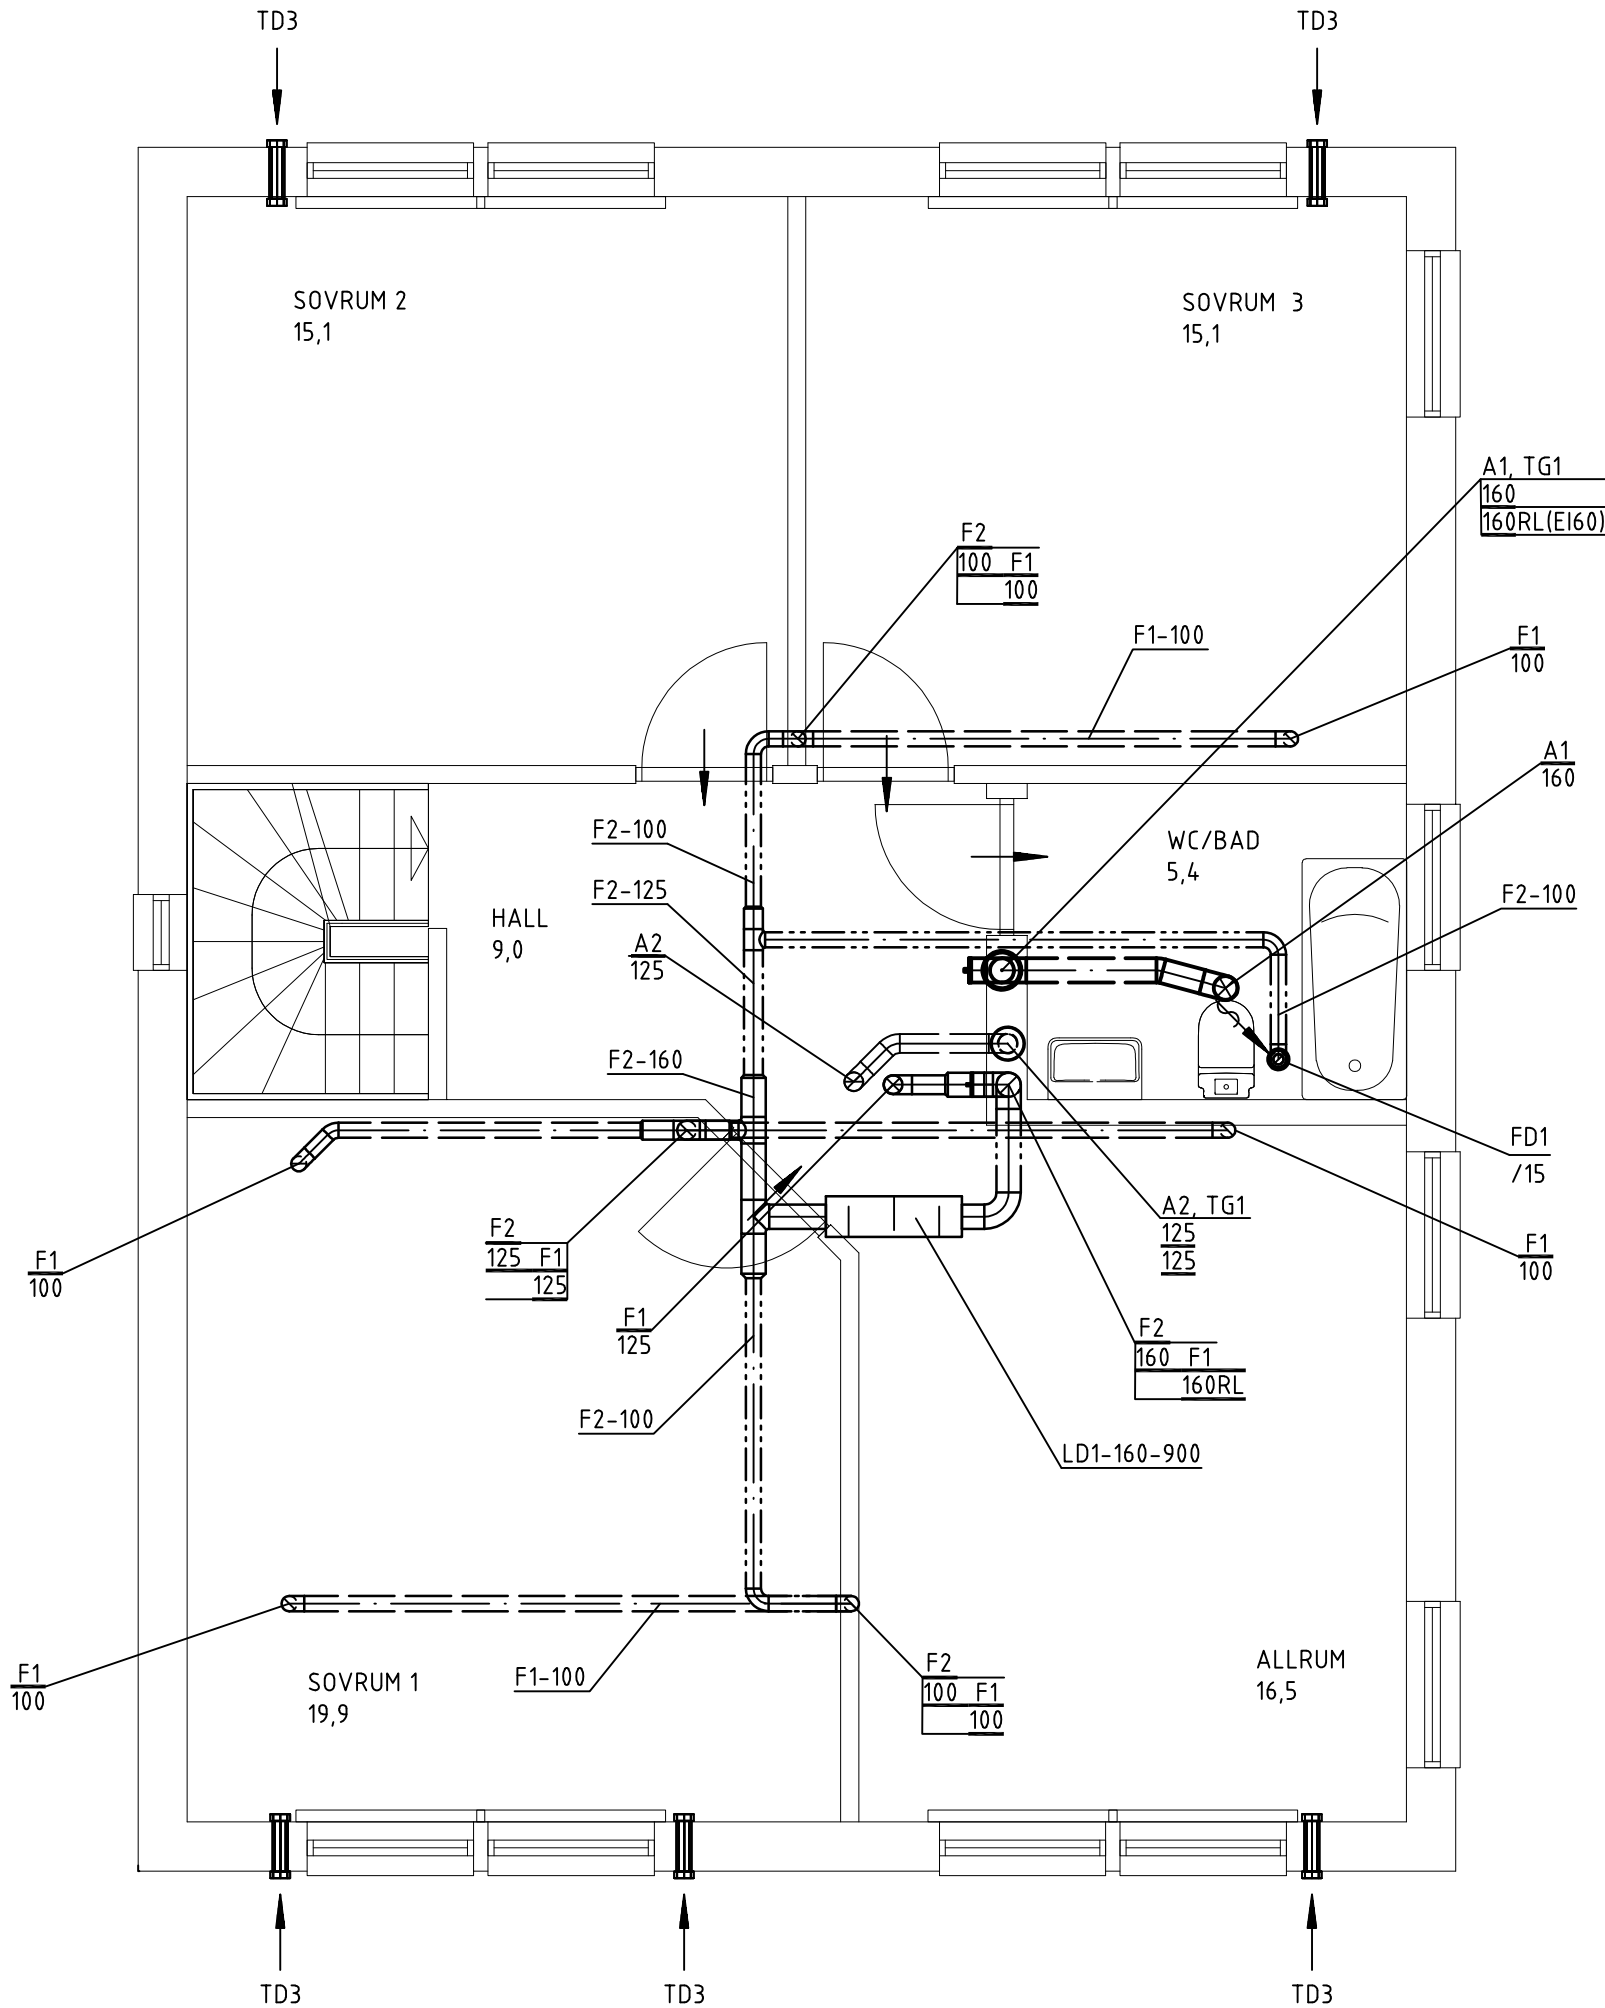 TD3
TD3
SOVRUM 2
15,1
SOVRUM 3
15,1
A1, TG1
160
160RL(EI60)
F2
100 F1
100
F1-100
F1
100
A1
160
F2-100
WC/BAD
5,4
F2-100
F2-125
HALL
9,0
A2
125
F2-160
FD1
/15
A2, TG1
125
125
F2
125 F1
125
F1
100
F1
100
F1
125
F2
160 F1
160RL
F2-100
LD1-160-900
F1
100
SOVRUM 1
19,9
F1-100
F2
100 F1
100
ALLRUM
16,5
TD3
TD3
TD3